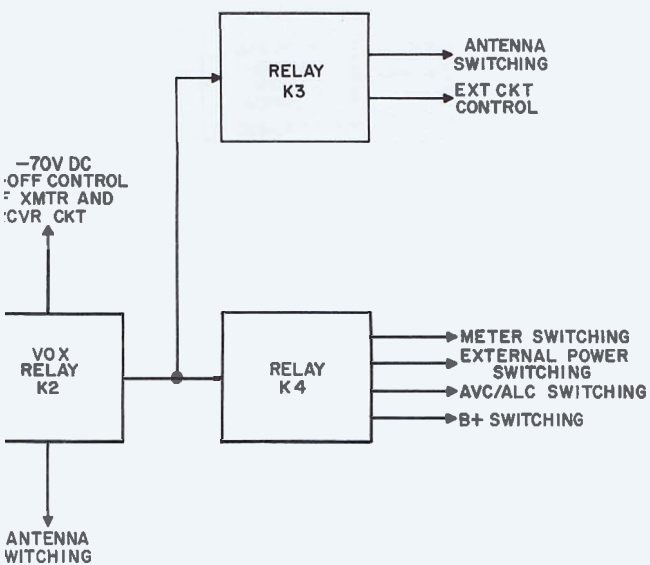 ANTENNA
SWITCHING
RELAY
K3
EXT CKT
CONTROL
-70V DC
-OFF CONTROL
F XMTR AND
CVR CKT
VOX
RELAY
K2
RELAY
K4
METER SWITCHING
EXTERNAL POWER
SWITCHING
AVC/ALC SWITCHING
B+ SWITCHING
ANTENNA
WITCHING